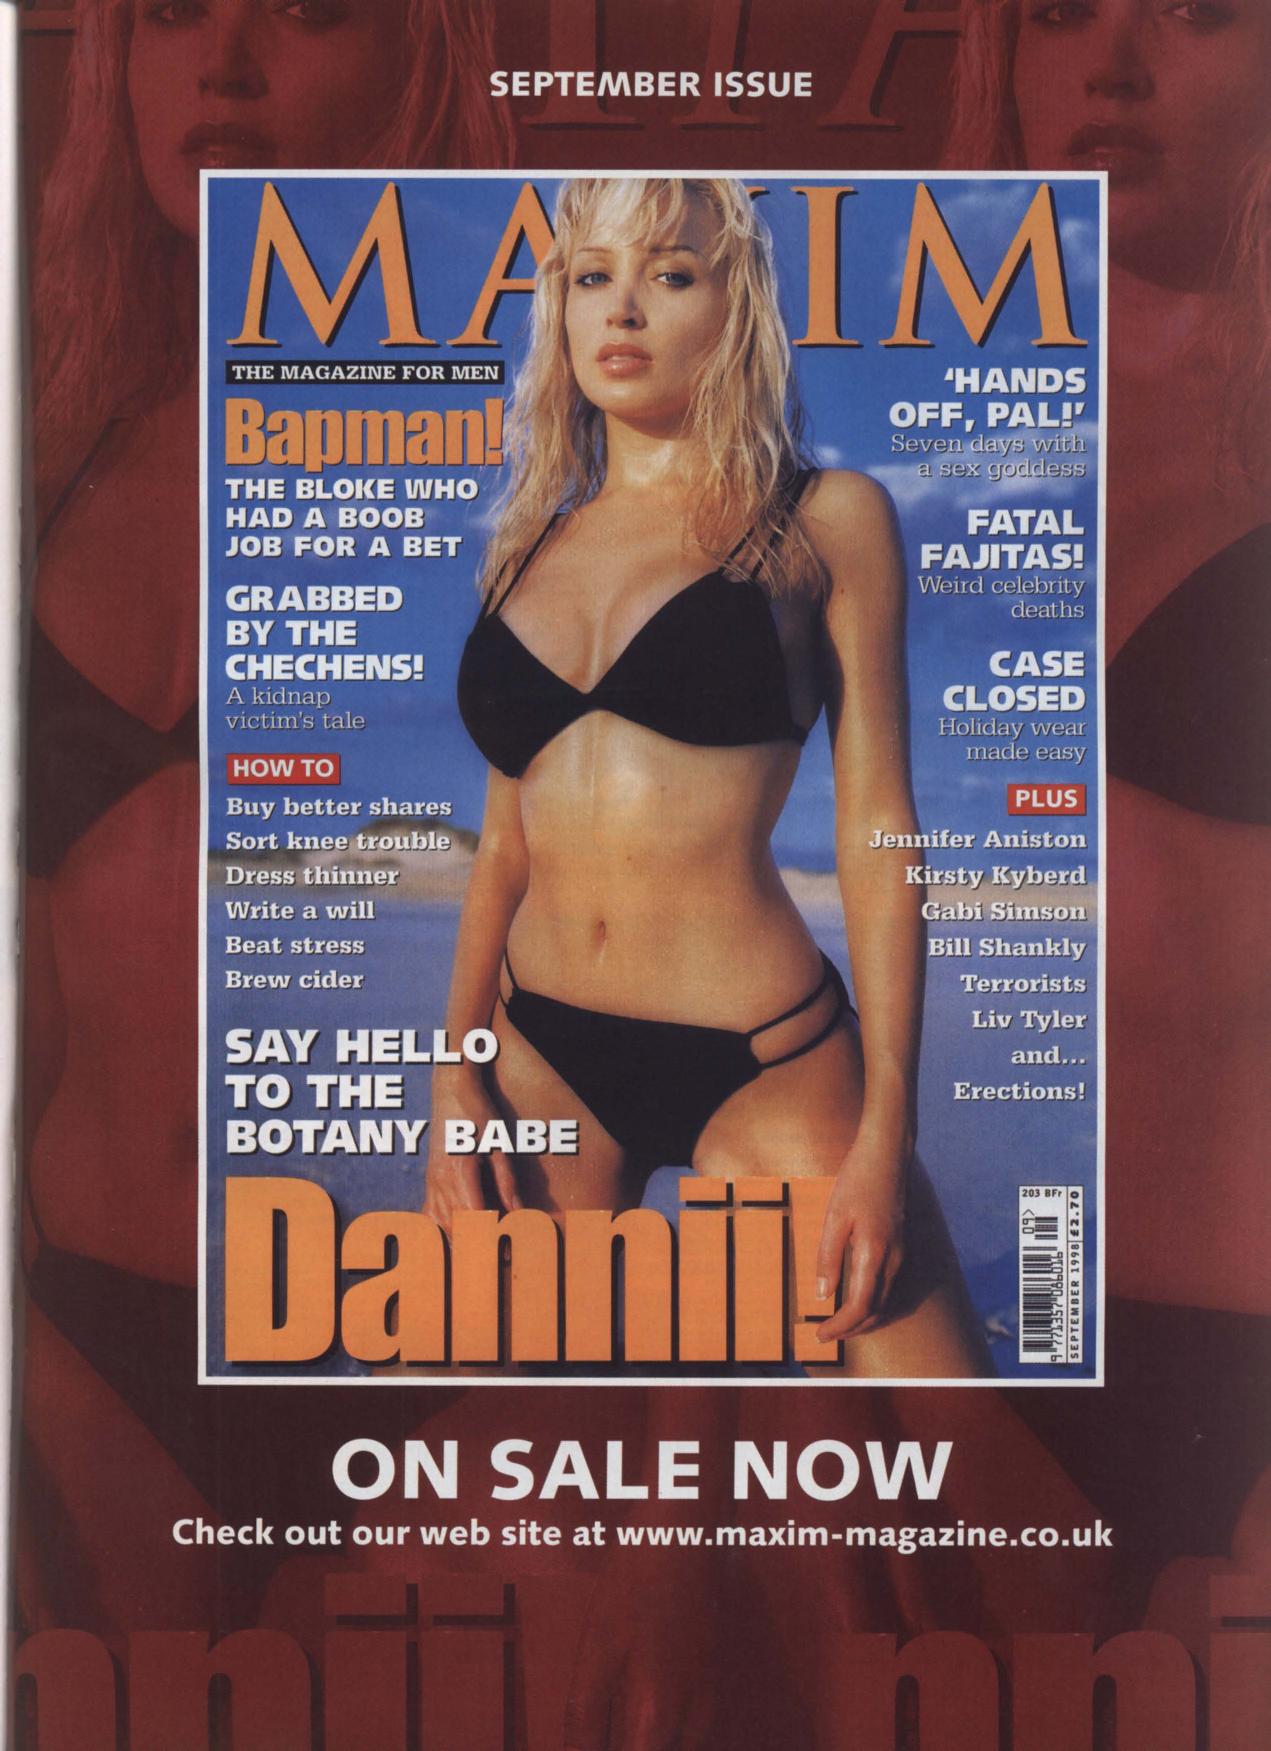 SEPTEMBER ISSUE
MAXIM
THE MAGAZINE FOR MEN
Bapman!
THE BLOKE WHO
HAD A BOOB
JOB FOR A BET
GRABBED
BY THE
CHECHENS!
A kidnap
victim's tale
HOW TO
Buy better shares
Sort knee trouble
Dress thinner
Write a will
Beat stress
Brew cider
SAY HELLO
TO THE
BOTANY BABE
Dannii!
'HANDS
OFF, PAL!'
Seven days with
a sex goddess
FATAL
FAJITAS!
Weird celebrity
deaths
CASE
CLOSED
Holiday wear
made easy
PLUS
Jennifer Aniston
Kirsty Kyberd
Gabi Simson
Bill Shankly
Terrorists
Liv Tyler
and...
Erections!
203 BFr
09>
9 771357 086016
SEPTEMBER 1998 £2.70
ON SALE NOW
Check out our web site at www.maxim-magazine.co.uk